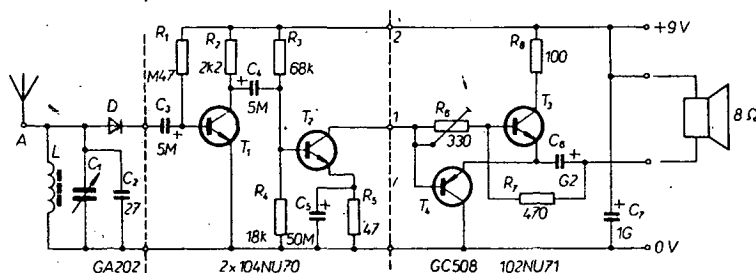 R1
M47
R2
2k2
C4
5M
R3
68k
2
R8
100
+9V
A
D
C3
5M
T1
T2
1
R6
330
T3
8 Ω
L
C1
C2
27
R4
18k
C5
50M
R5
47
T4
C6
G2
R7
470
C7
1G
0V
GA202
2x104NU70
GC508
102NU71